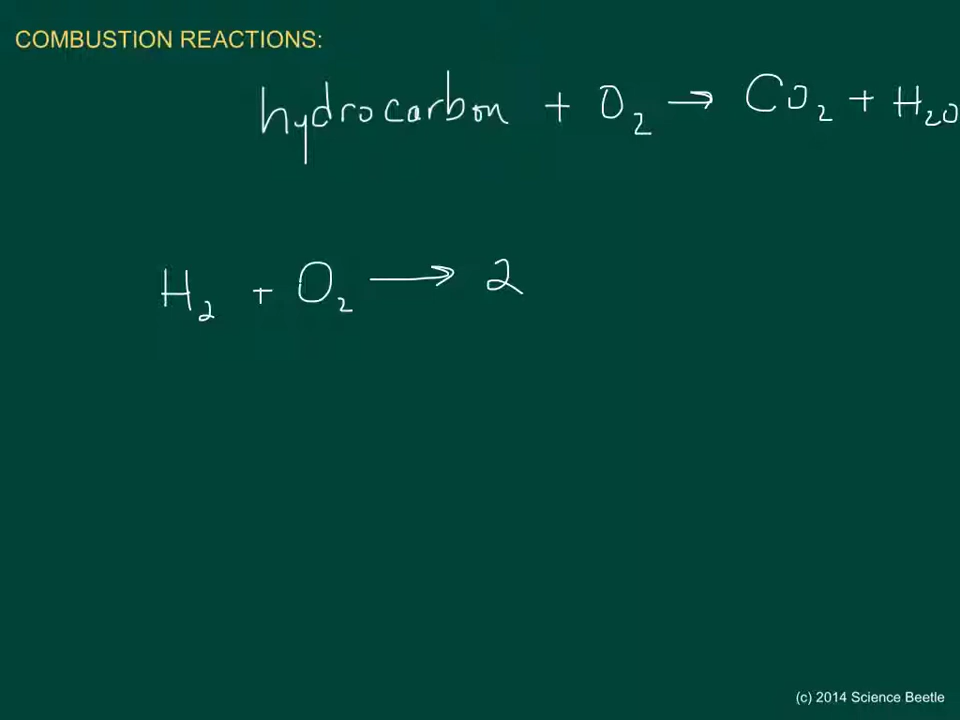 COMBUSTION REACTIONS:
hydrocarbon + O₂ → CO₂ + H₂O
H₂ + O₂ → 2
(c) 2014 Science Beetle